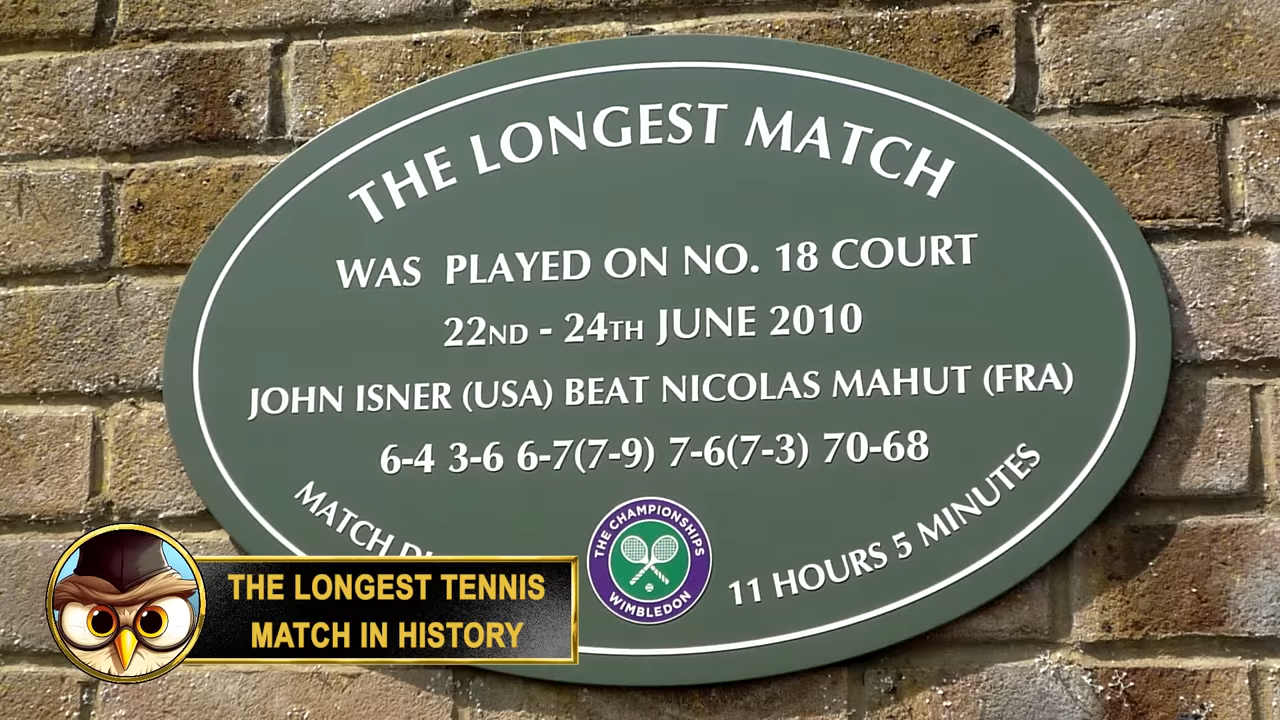 THE LONGEST MATCH
WAS PLAYED ON NO. 18 COURT
22ND - 24TH JUNE 2010
JOHN ISNER (USA) BEAT NICOLAS MAHUT (FRA)
6-4 3-6 6-7(7-9) 7-6(7-3) 70-68
MATCH
11 HOURS 5 MINUTES
THE CHAMPIONSHIPS
WIMBLEDON
THE LONGEST TENNIS
MATCH IN HISTORY